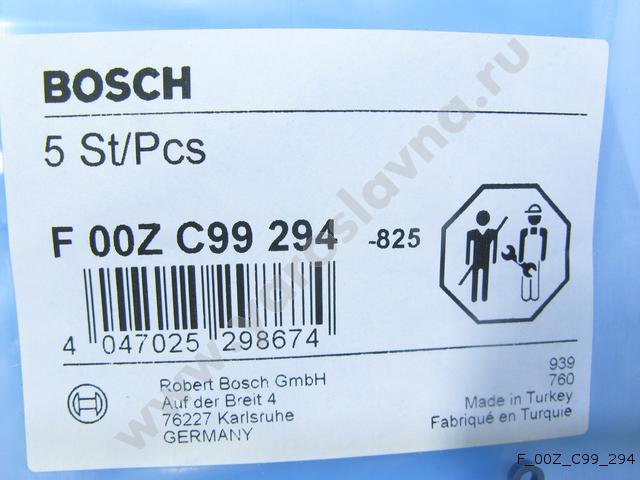 BOSCH
5 St/Pcs
F 00Z C99 294 -825
4 047025 298674
Robert Bosch GmbH
Auf der Breit 4
76227 Karlsruhe
GERMANY
939
760
Made in Turkey
Fabriqué en Turquie
www.yaroslavna.ru
F_00Z_C99_294